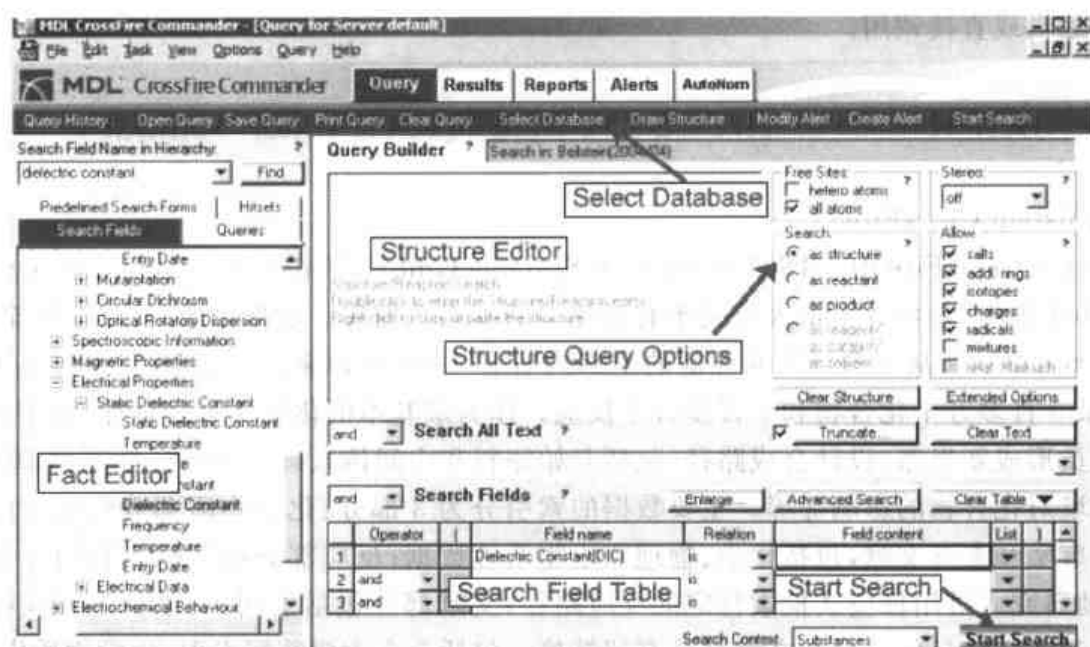 MDL CrossFire Commander - [Query for Server default]
File Edit Task View Options Query Help
MDL CrossFire Commander Query Results Reports Alerts AutoNom
Query History Open Query Save Query Print Query Clear Query Select Database Draw Structure Modify Alert Create Alert Start Search
Search Field Name in Hierarchy: ?
dielectric constant Find
Predefined Search Forms Hitsets
Search Fields Queries
Entry Date
Mutarotation
Circular Dichroism
Optical Rotatory Dispersion
Spectroscopic Information
Magnetic Properties
Electrical Properties
Static Dielectric Constant
Static Dielectric Constant
Temperature
Fact Editor
Dielectric Constant
Frequency
Temperature
Entry Date
Electrical Data
Electrochemical Behaviour
Query Builder ? Search in: Beilstein
Select Database
Structure Editor
Structure Query Options
Free Sites: ?
hetero atoms
all atoms
Stereo: ?
off
Search: ?
as structure
as reactant
as product
Allow: ?
salts
addl. rings
isotopes
charges
radicals
mixtures
Clear Structure Extended Options
and Search All Text ? Truncate... Clear Text
and Search Fields ? Enlarge... Advanced Search Clear Table
Operator ( Field name Relation Field content List )
1 Dielectric Constant(DIC) is
2 and is
3 and is
Search Field Table
Start Search
Search Context: Substances Start Search